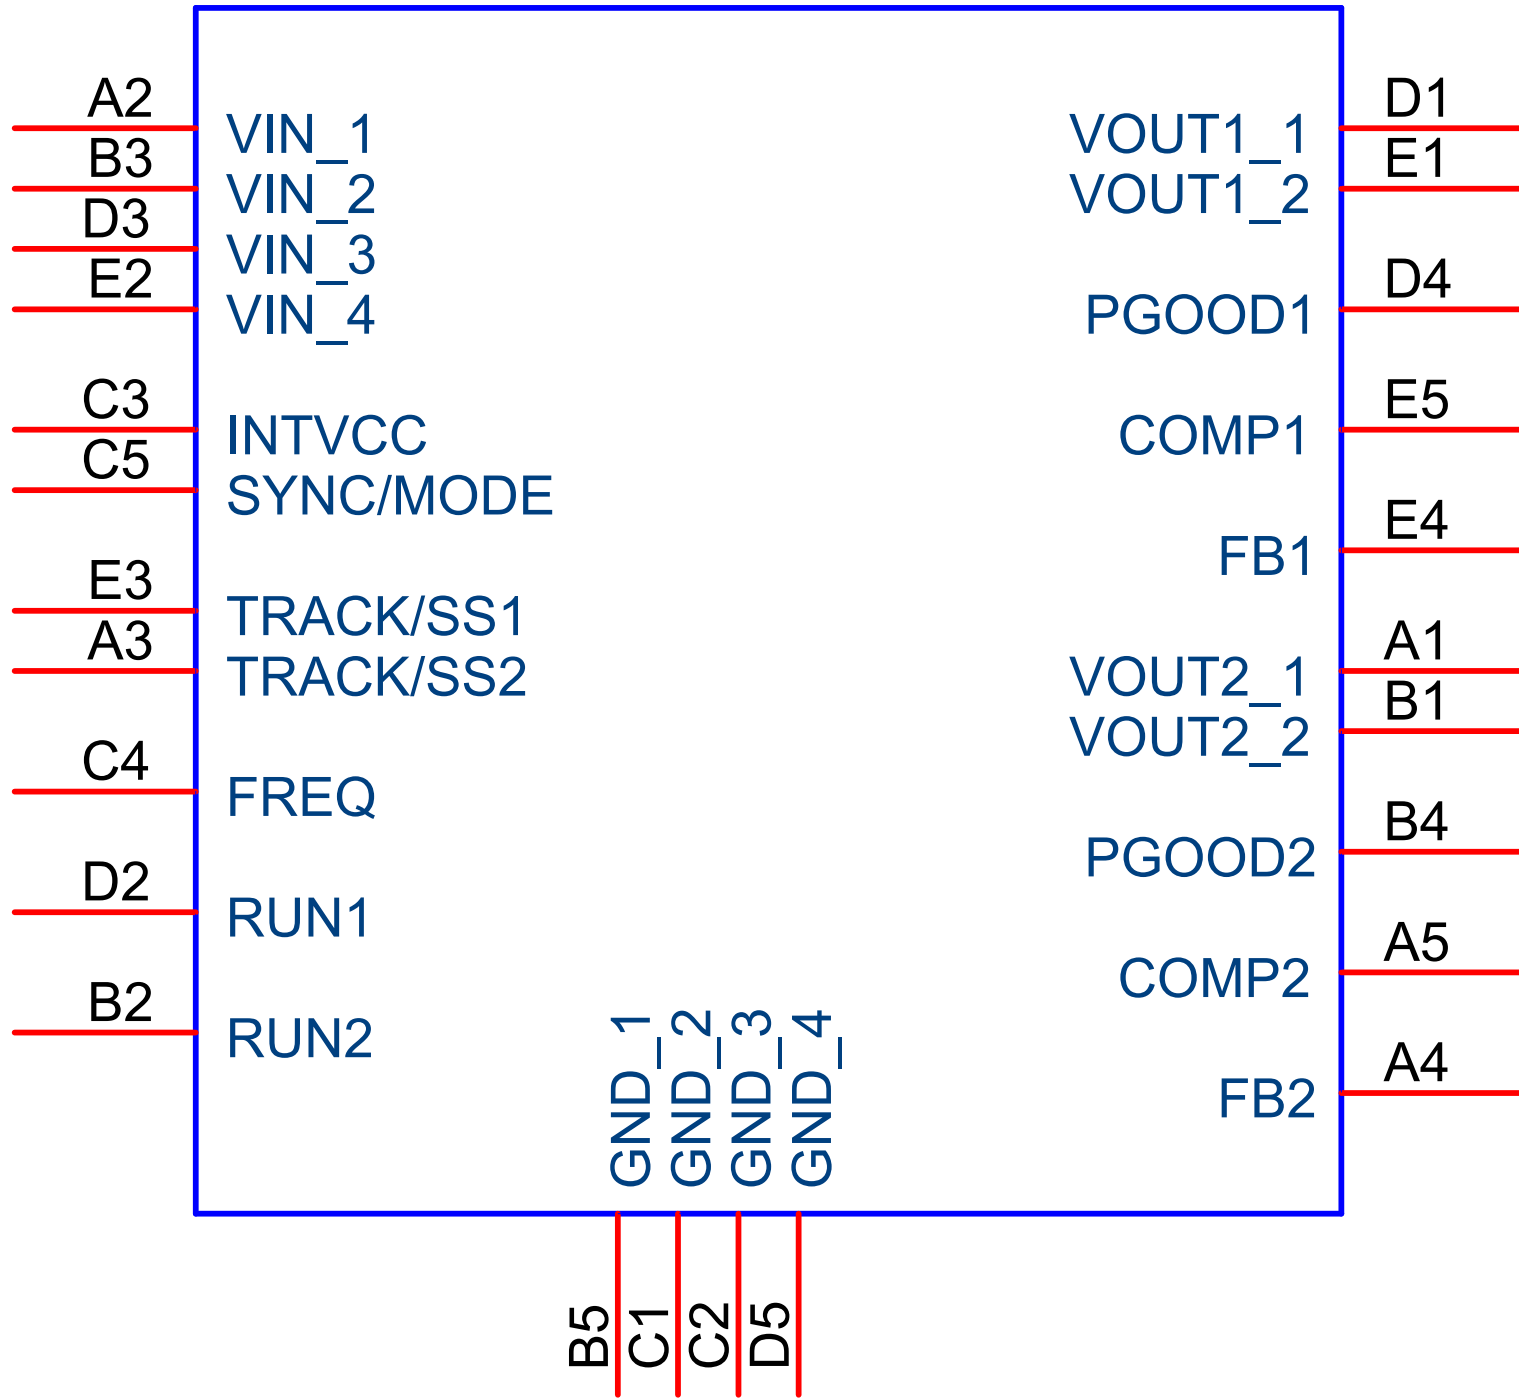 A2 VIN_1
B3 VIN_2
D3 VIN_3
E2 VIN_4
C3 INTVCC
C5 SYNC/MODE
E3 TRACK/SS1
A3 TRACK/SS2
C4 FREQ
D2 RUN1
B2 RUN2
VOUT1_1 D1
VOUT1_2 E1
PGOOD1 D4
COMP1 E5
FB1 E4
VOUT2_1 A1
VOUT2_2 B1
PGOOD2 B4
COMP2 A5
FB2 A4
GND_1 B5
GND_2 C1
GND_3 C2
GND_4 D5